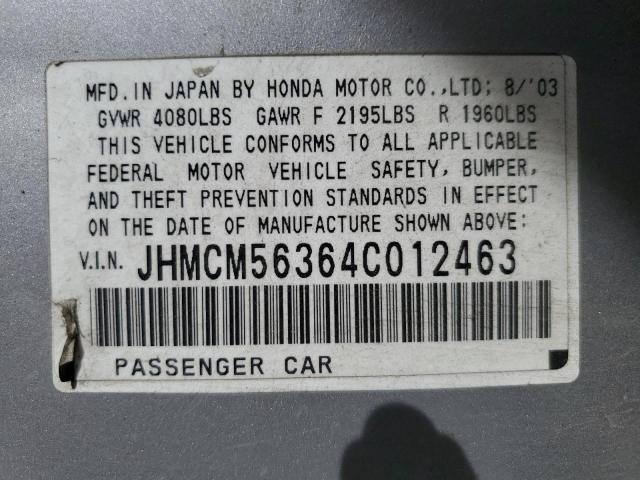 MFD. IN JAPAN BY HONDA MOTOR CO.,LTD; 8/'03
GVWR 4080LBS GAWR F 2195LBS R 1960LBS
THIS VEHICLE CONFORMS TO ALL APPLICABLE
FEDERAL MOTOR VEHICLE SAFETY, BUMPER,
AND THEFT PREVENTION STANDARDS IN EFFECT
ON THE DATE OF MANUFACTURE SHOWN ABOVE:
V.I.N. JHMCM56364C012463
PASSENGER CAR